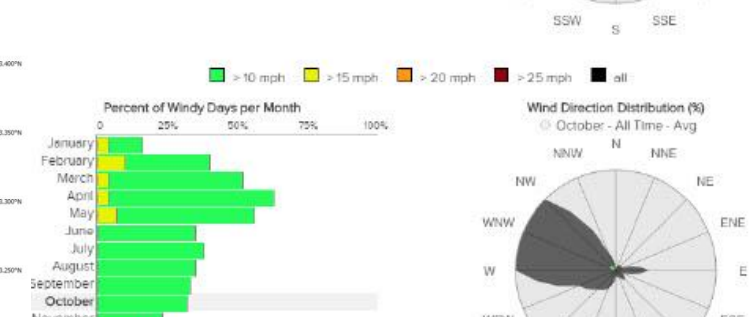 SSW SSE
S
> 10 mph > 15 mph > 20 mph > 25 mph all
Percent of Windy Days per Month
0 25% 50% 75% 100%
January
February
March
April
May
June
July
August
September
October
November
Wind Direction Distribution (%)
October - All Time - Avg
N
NNW NNE
NW NE
WNW ENE
W E